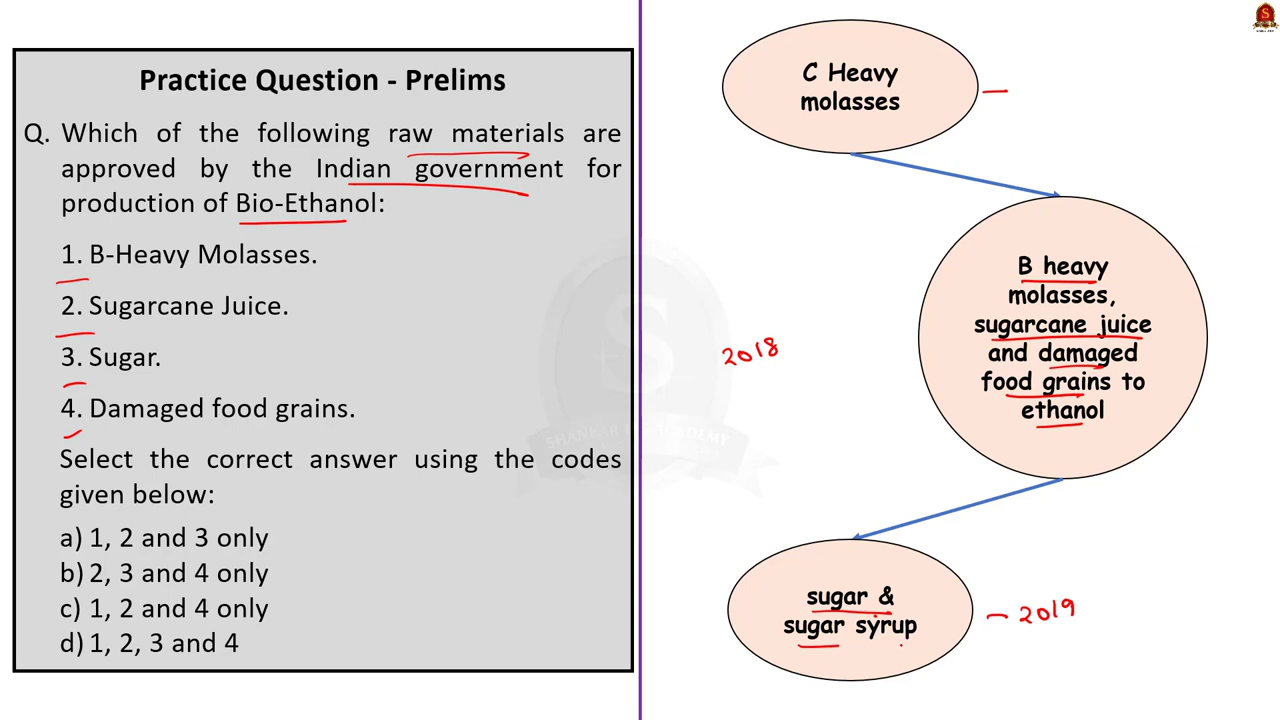 Practice Question - Prelims
Q. Which of the following raw materials are
approved by the Indian government for
production of Bio-Ethanol:
1. B-Heavy Molasses.
2. Sugarcane Juice.
3. Sugar.
4. Damaged food grains.
Select the correct answer using the codes
given below:
a) 1, 2 and 3 only
b) 2, 3 and 4 only
c) 1, 2 and 4 only
d) 1, 2, 3 and 4
C Heavy
molasses
B heavy
molasses,
sugarcane juice
and damaged
food grains to
ethanol
2018
sugar &
sugar syrup
2019